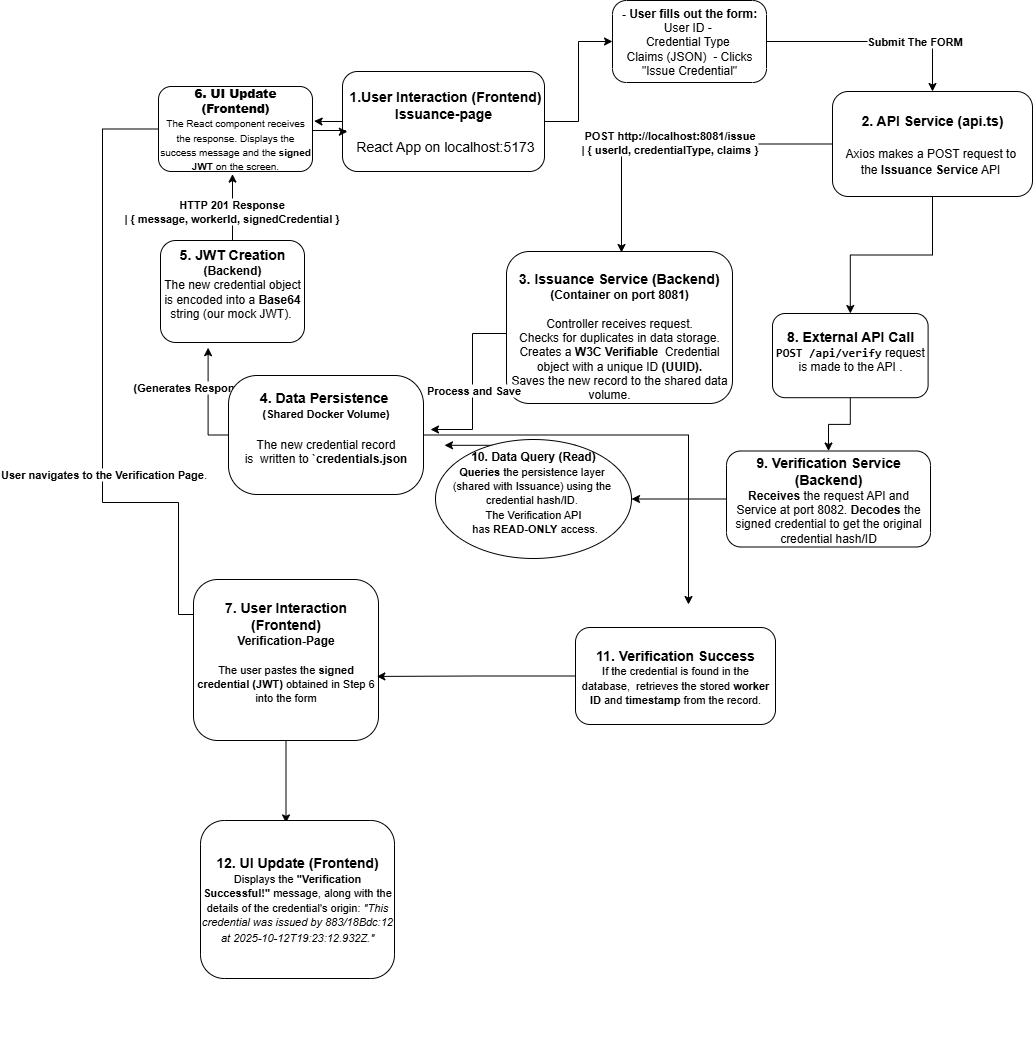 - User fills out the form:
User ID -
Credential Type
Claims (JSON)  - Clicks
"Issue Credential"
Submit The FORM
6. UI Update
(Frontend)
The React component receives
the response. Displays the
success message and the signed
JWT on the screen.
1.User Interaction (Frontend)
Issuance-page
React App on localhost:5173
POST http://localhost:8081/issue
| { userId, credentialType, claims }
2. API Service (api.ts)
Axios makes a POST request to
the Issuance Service API
HTTP 201 Response
| { message, workerId, signedCredential }
5. JWT Creation
(Backend)
The new credential object
is encoded into a Base64
string (our mock JWT).
3. Issuance Service (Backend)
(Container on port 8081)
Controller receives request.
Checks for duplicates in data storage.
Creates a W3C Verifiable  Credential
object with a unique ID (UUID).
Saves the new record to the shared data
volume.
8. External API Call
POST /api/verify request
is made to the API .
(Generates Respon
Process and Save
4. Data Persistence
(Shared Docker Volume)
The new credential record
is  written to `credentials.json
10. Data Query (Read)
Queries the persistence layer
(shared with Issuance) using the
credential hash/ID.
The Verification API
has READ-ONLY access.
9. Verification Service
(Backend)
Receives the request API and
Service at port 8082. Decodes the
signed credential to get the original
credential hash/ID
User navigates to the Verification Page.
7. User Interaction
(Frontend)
Verification-Page
The user pastes the signed
credential (JWT) obtained in Step 6
into the form
11. Verification Success
If the credential is found in the
database,  retrieves the stored worker
ID and timestamp from the record.
12. UI Update (Frontend)
Displays the "Verification
Successful!" message, along with the
details of the credential's origin: "This
credential was issued by 883/18Bdc:12
at 2025-10-12T19:23:12.932Z."